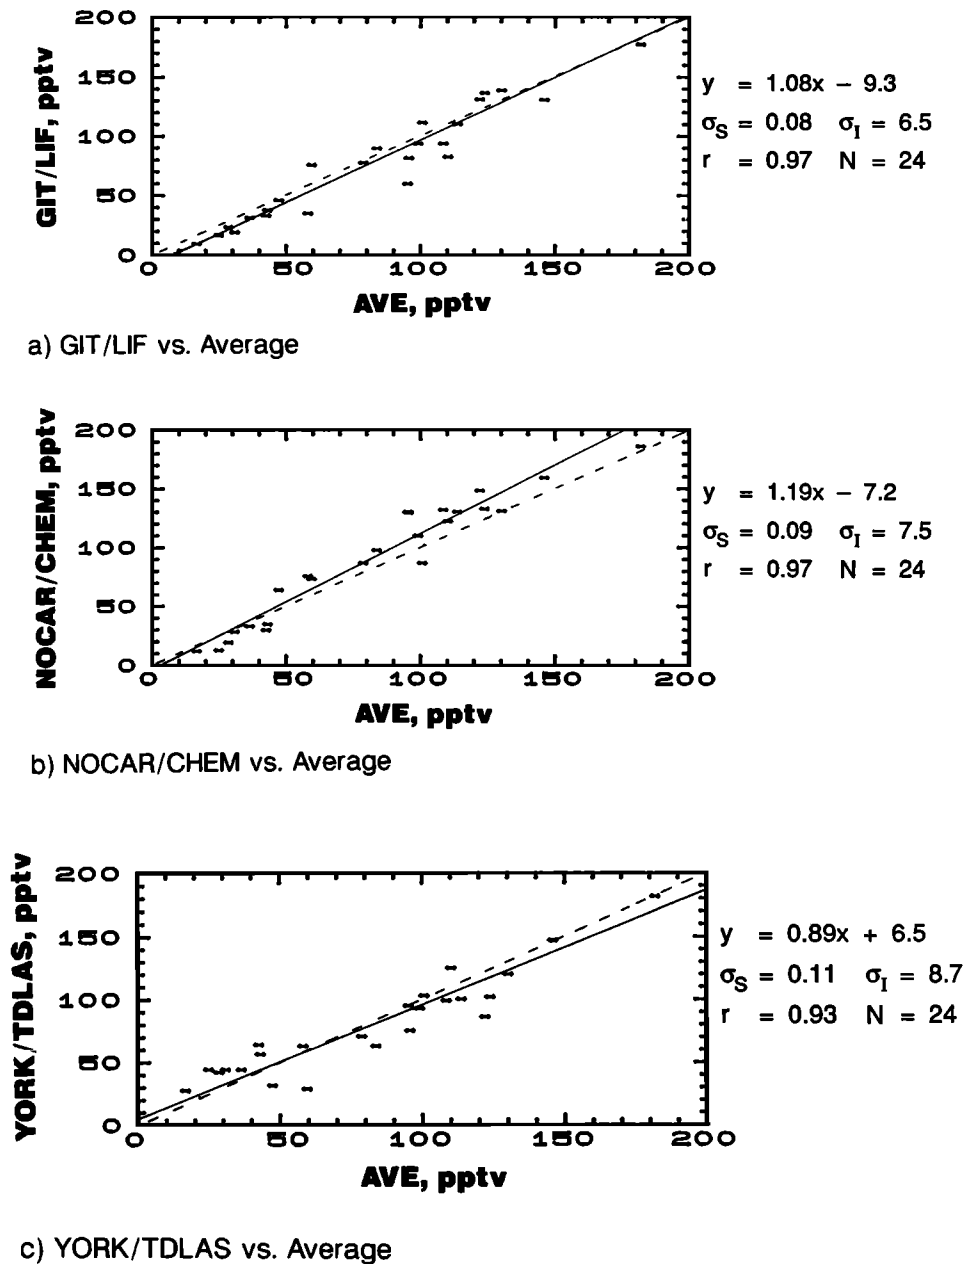 200
150
100
50
0
GIT/LIF, pptv
0 50 100 150 200
AVE, pptv
y = 1.08x − 9.3
σS = 0.08 σI = 6.5
r = 0.97 N = 24
a) GIT/LIF vs. Average
200
150
100
50
0
NOCAR/CHEM, pptv
0 50 100 150 200
AVE, pptv
y = 1.19x − 7.2
σS = 0.09 σI = 7.5
r = 0.97 N = 24
b) NOCAR/CHEM vs. Average
200
150
100
50
0
YORK/TDLAS, pptv
0 50 100 150 200
AVE, pptv
y = 0.89x + 6.5
σS = 0.11 σI = 8.7
r = 0.93 N = 24
c) YORK/TDLAS vs. Average